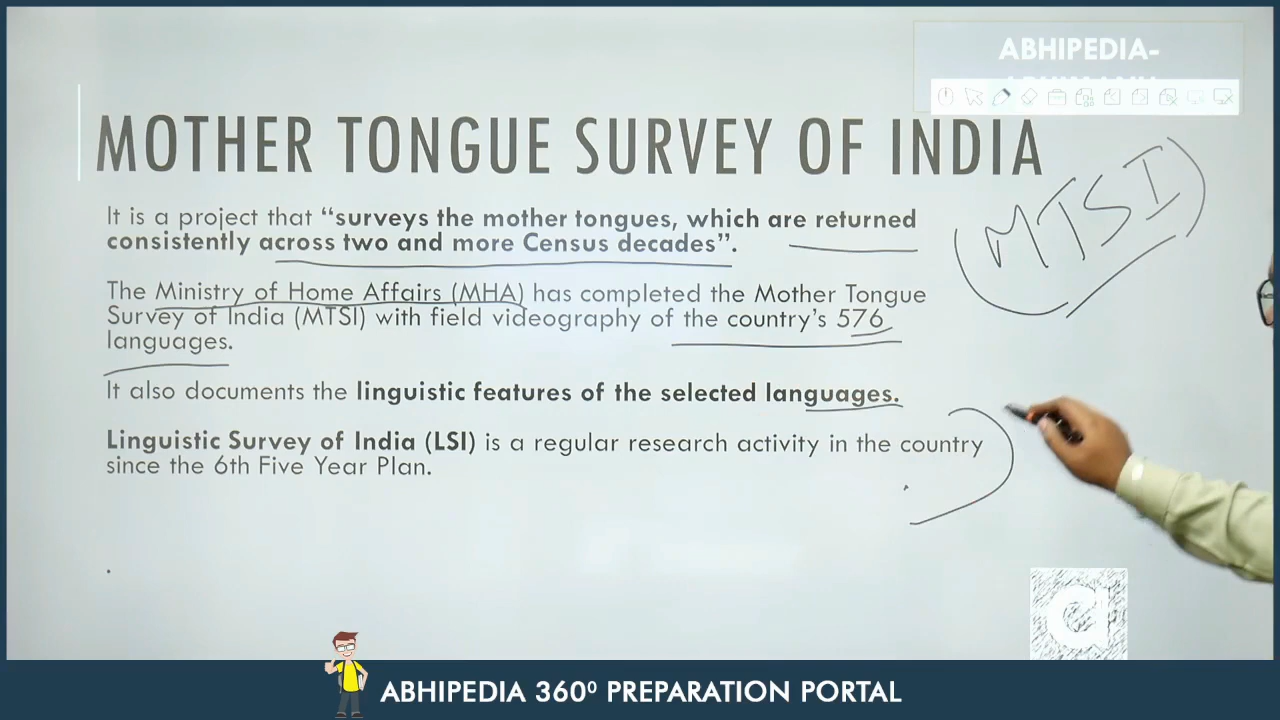 ABHIPEDIA-
MOTHER TONGUE SURVEY OF INDIA
(MTSI)
It is a project that “surveys the mother tongues, which are returned
consistently across two and more Census decades”.
The Ministry of Home Affairs (MHA) has completed the Mother Tongue
Survey of India (MTSI) with field videography of the country’s 576
languages.
It also documents the linguistic features of the selected languages.
Linguistic Survey of India (LSI) is a regular research activity in the country
since the 6th Five Year Plan.
a
ABHIPEDIA 360⁰ PREPARATION PORTAL